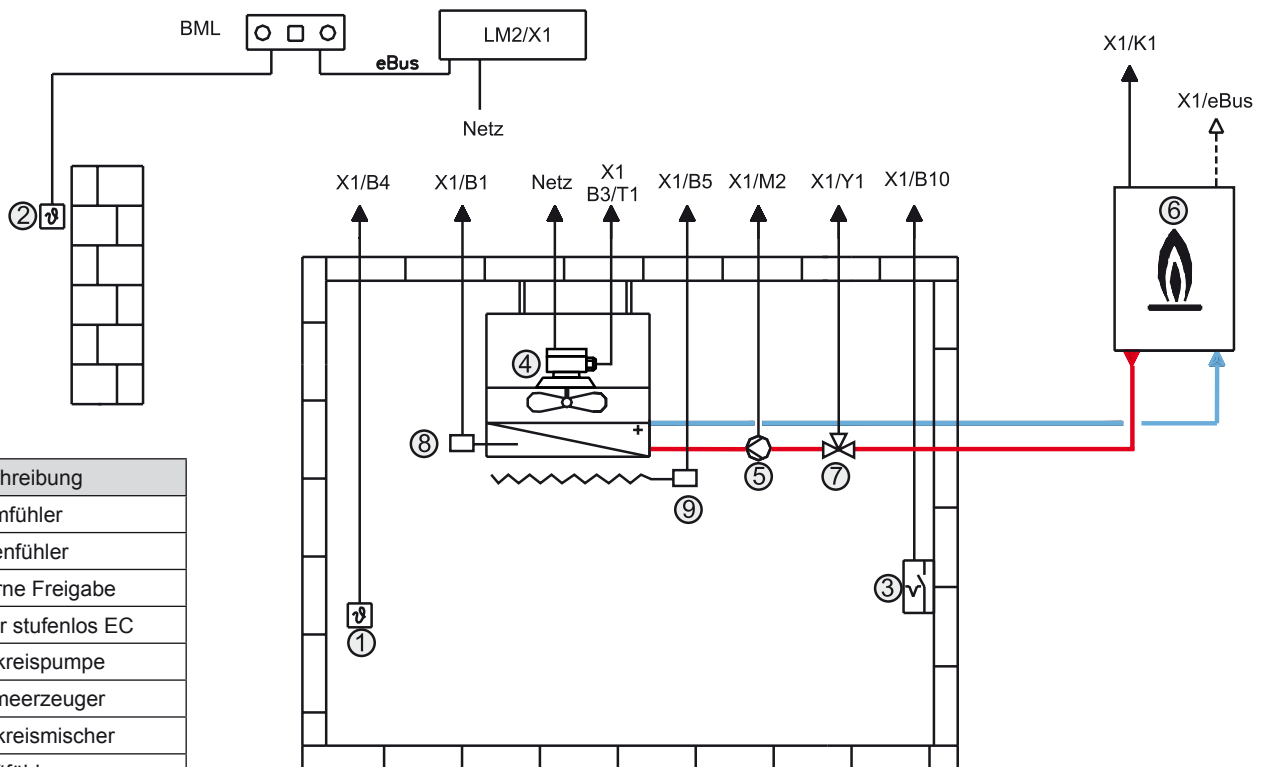 BML
LM2/X1
eBus
Netz
X1/K1
X1/eBus
X1/B4
X1/B1
Netz
X1
B3/T1
X1/B5
X1/M2
X1/Y1
X1/B10
2
6
4
8
5
7
9
3
1
+
hreibung
mfühler
enfühler
rne Freigabe
r stufenlos EC
kreispumpe
meerzeuger
kreismischer